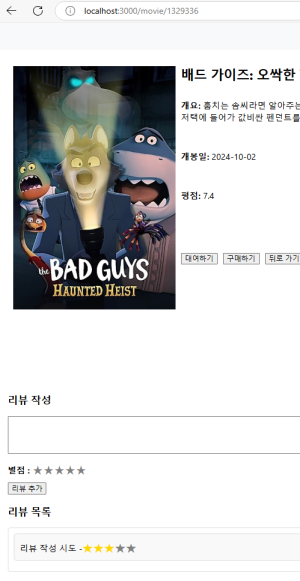 localhost:3000/movie/1329336
배드 가이즈: 오싹한
개요: 훔치는 솜씨라면 알아주는
저택에 들어가 값비싼 펜던트를
개봉일: 2024-10-02
평점: 7.4
대여하기 구매하기 뒤로 가기
the BAD GUYS
HAUNTED HEIST
리뷰 작성
별점 : ★★★★★
리뷰 추가
리뷰 목록
리뷰 작성 시도 -★★★★★